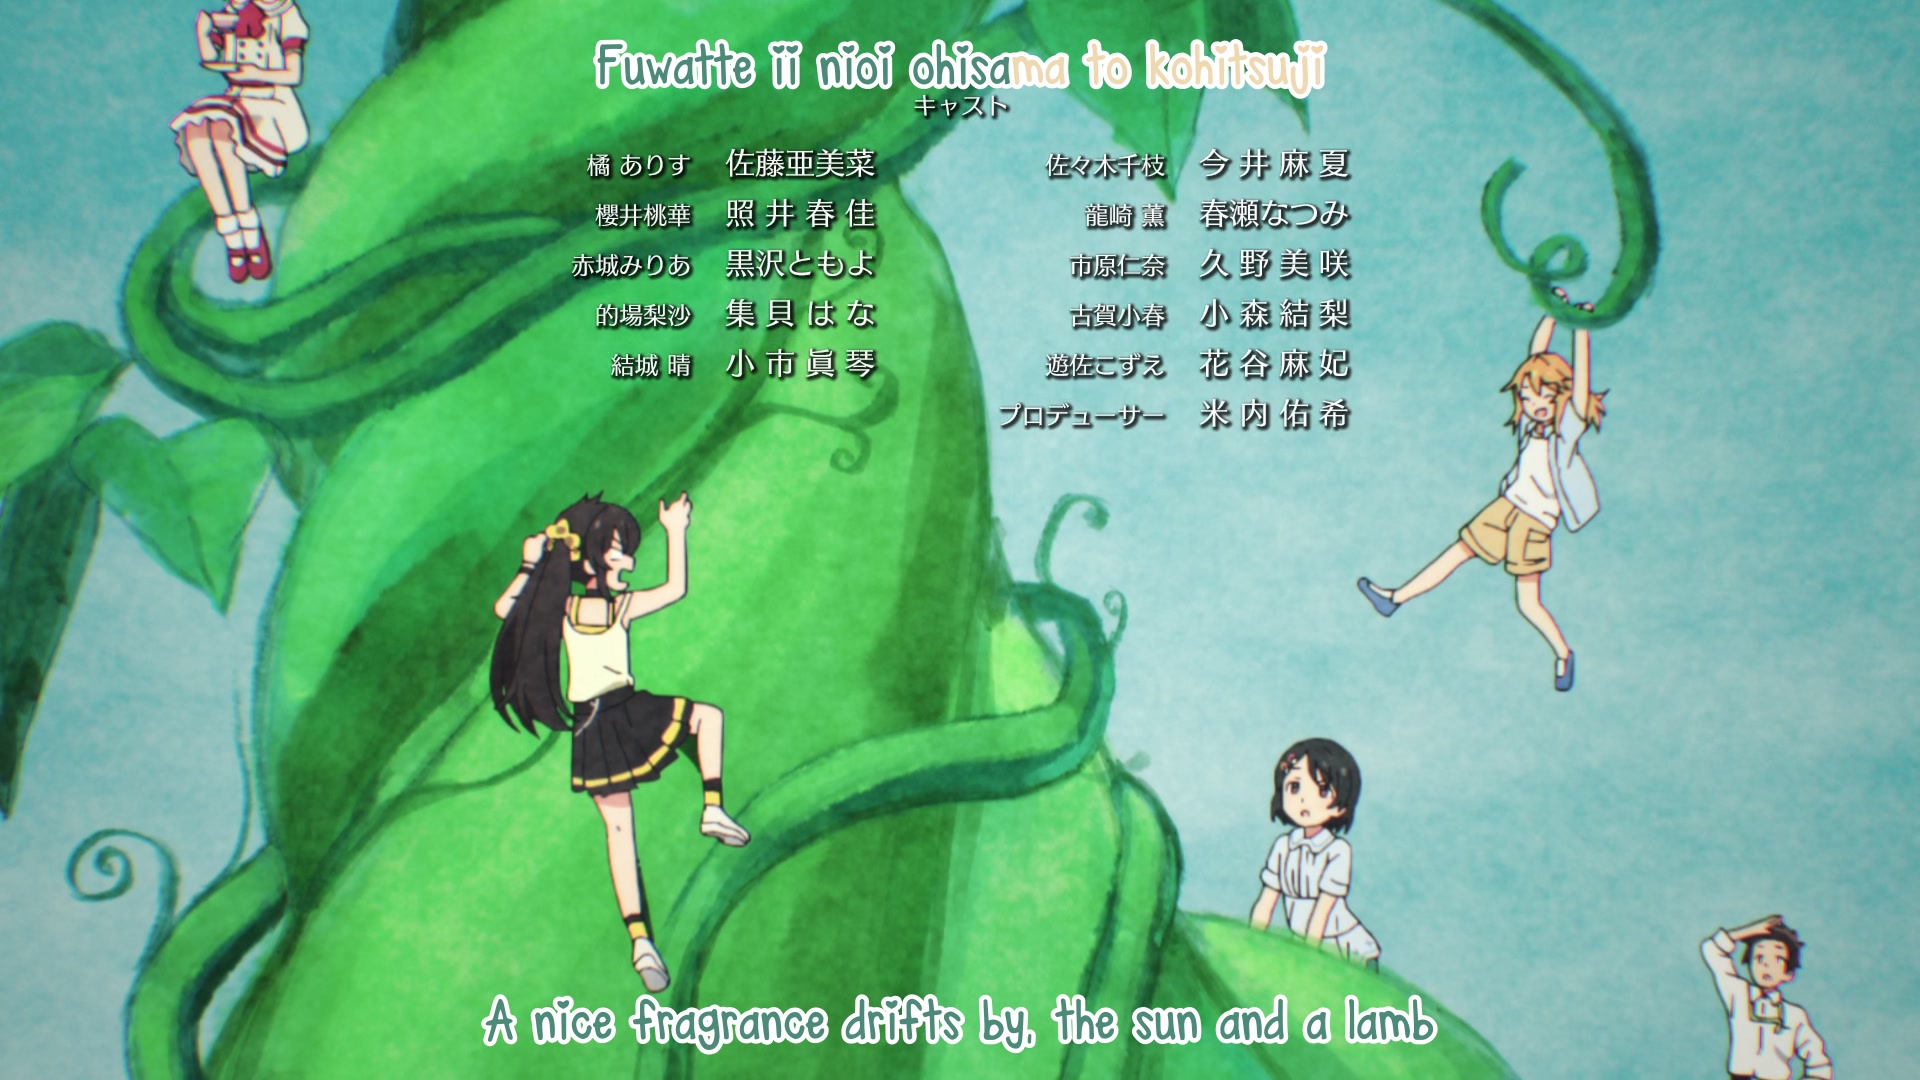 Fuwatte ii nioi ohisama to kohitsuji
キャスト
橘 ありす 佐藤亜美菜
櫻井桃華 照井春佳
赤城みりあ 黒沢ともよ
的場梨沙 集貝はな
結城 晴 小市眞琴
佐々木千枝 今井麻夏
龍崎 薫 春瀬なつみ
市原仁奈 久野美咲
古賀小春 小森結梨
遊佐こずえ 花谷麻妃
プロデューサー 米内佑希
A nice fragrance drifts by, the sun and a lamb